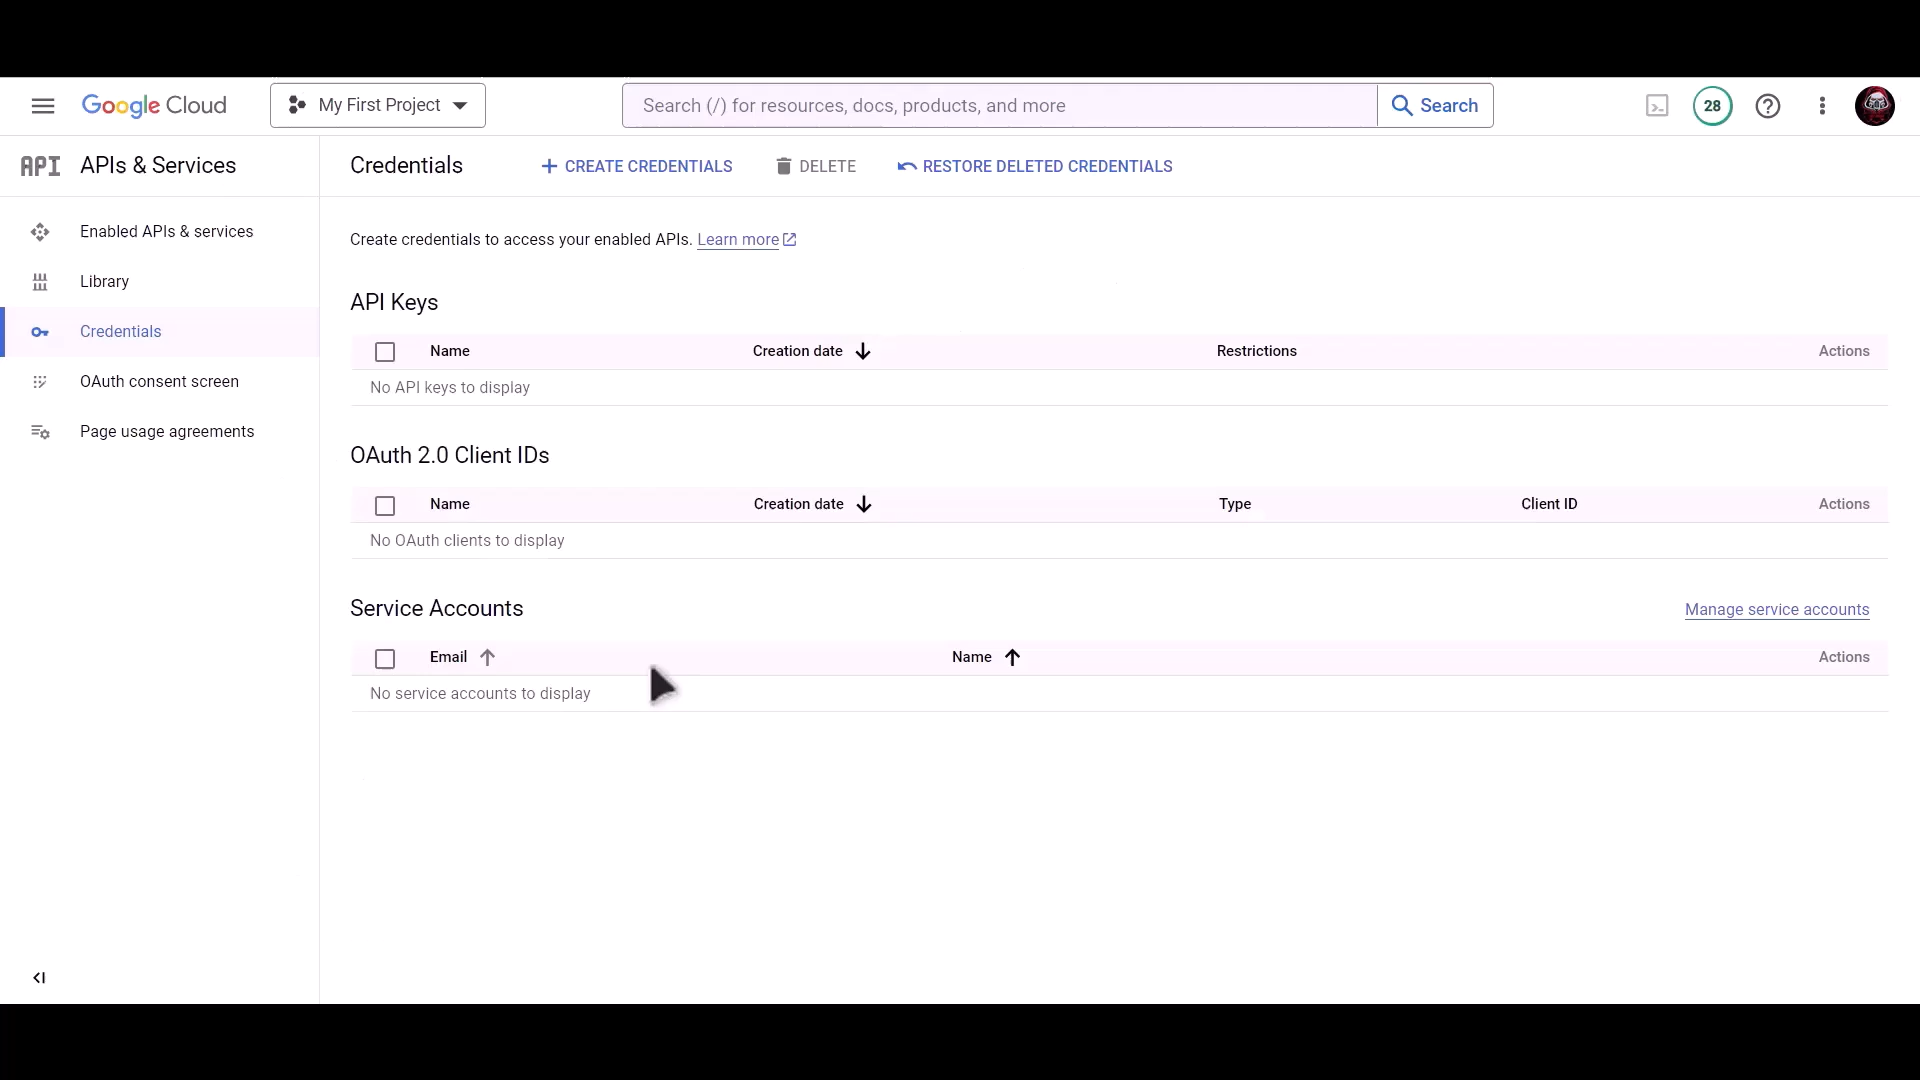 Google Cloud
My First Project
Search (/) for resources, docs, products, and more
Search
28
API
APIs & Services
Credentials
CREATE CREDENTIALS
DELETE
RESTORE DELETED CREDENTIALS
Enabled APIs & services
Library
Credentials
OAuth consent screen
Page usage agreements
Create credentials to access your enabled APIs. Learn more
API Keys
Name Creation date Restrictions Actions
No API keys to display
OAuth 2.0 Client IDs
Name Creation date Type Client ID Actions
No OAuth clients to display
Service Accounts
Manage service accounts
Email Name Actions
No service accounts to display